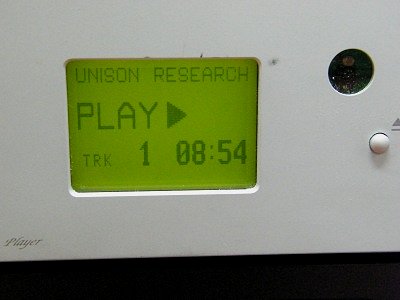 UNISON RESEARCH
PLAY ▶
TRK 1 08:54
Player